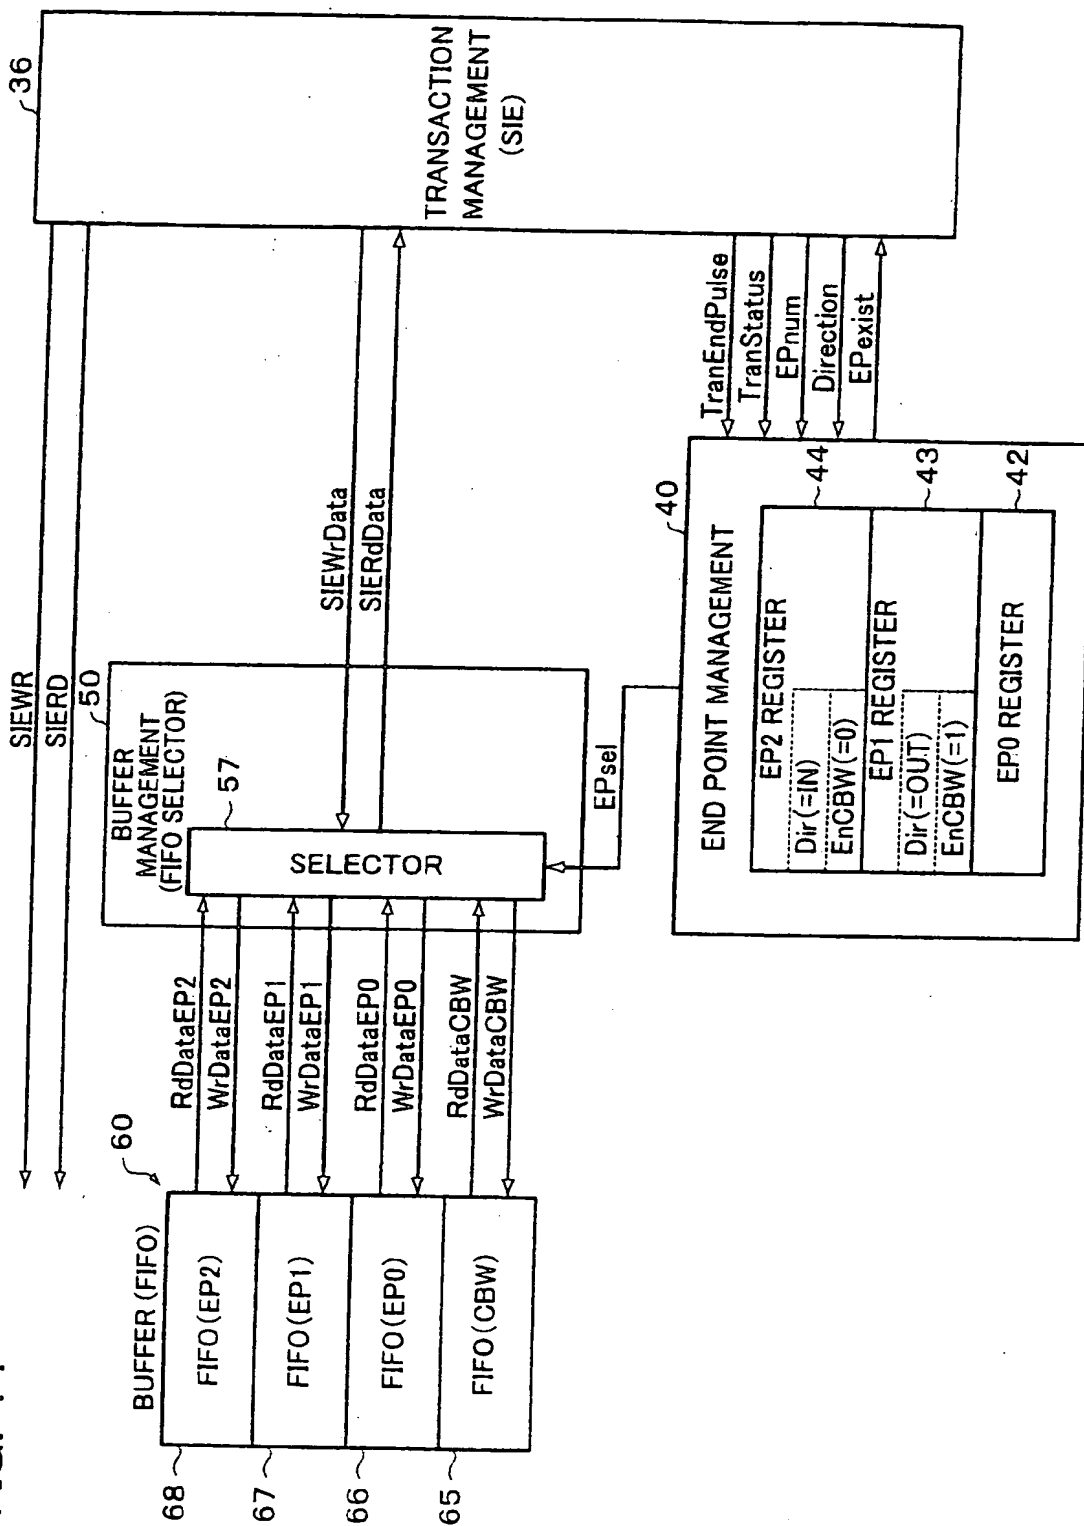 36
TRANSACTION
MANAGEMENT
(SIE)
SIEWR
SIERD
SIEWrData
SIERdData
TranEndPulse
TranStatus
EPnum
Direction
EPexist
50
BUFFER
MANAGEMENT
(FIFO SELECTOR)
57
SELECTOR
EPsel
40
END POINT MANAGEMENT
44
EP2 REGISTER
Dir(=IN)
EnCBW(=0)
43
EP1 REGISTER
Dir(=OUT)
EnCBW(=1)
42
EP0 REGISTER
RdDataEP2
WrDataEP2
RdDataEP1
WrDataEP1
RdDataEP0
WrDataEP0
RdDataCBW
WrDataCBW
60
BUFFER (FIFO)
68
FIFO(EP2)
67
FIFO(EP1)
66
FIFO(EP0)
65
FIFO(CBW)